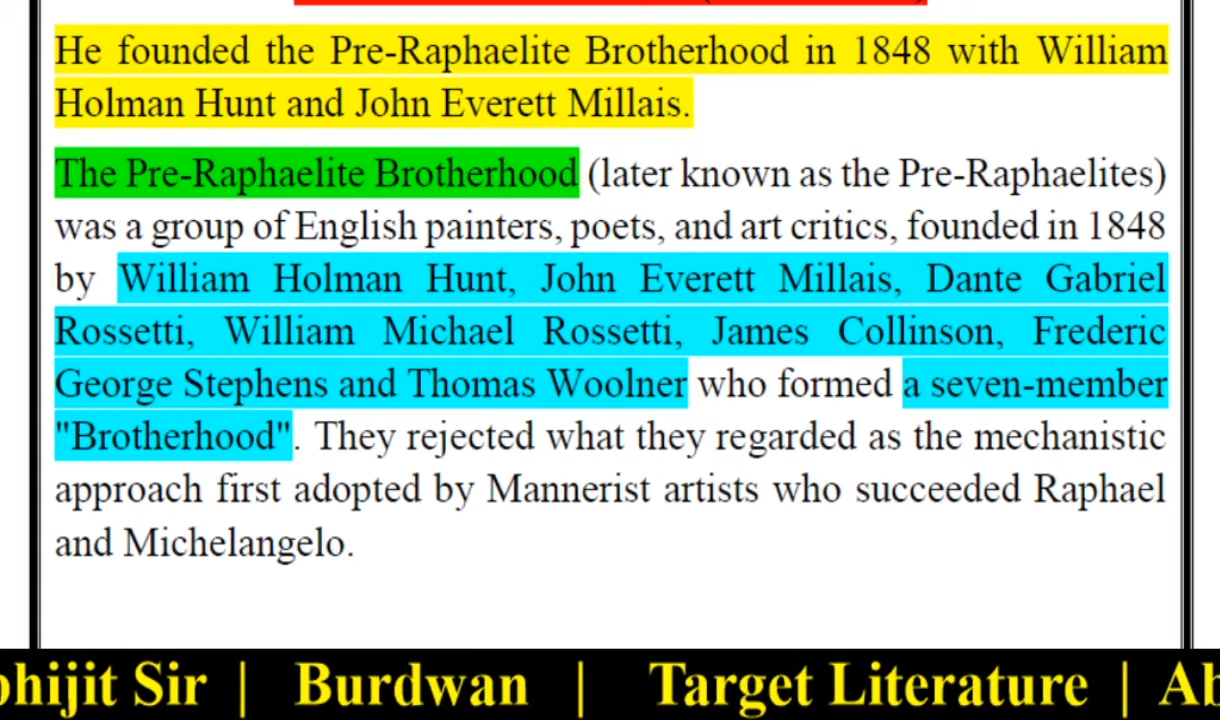 He founded the Pre-Raphaelite Brotherhood in 1848 with William
Holman Hunt and John Everett Millais.
The Pre-Raphaelite Brotherhood (later known as the Pre-Raphaelites)
was a group of English painters, poets, and art critics, founded in 1848
by William Holman Hunt, John Everett Millais, Dante Gabriel
Rossetti, William Michael Rossetti, James Collinson, Frederic
George Stephens and Thomas Woolner who formed a seven-member
"Brotherhood". They rejected what they regarded as the mechanistic
approach first adopted by Mannerist artists who succeeded Raphael
and Michelangelo.
Sir | Burdwan | Target Literature |